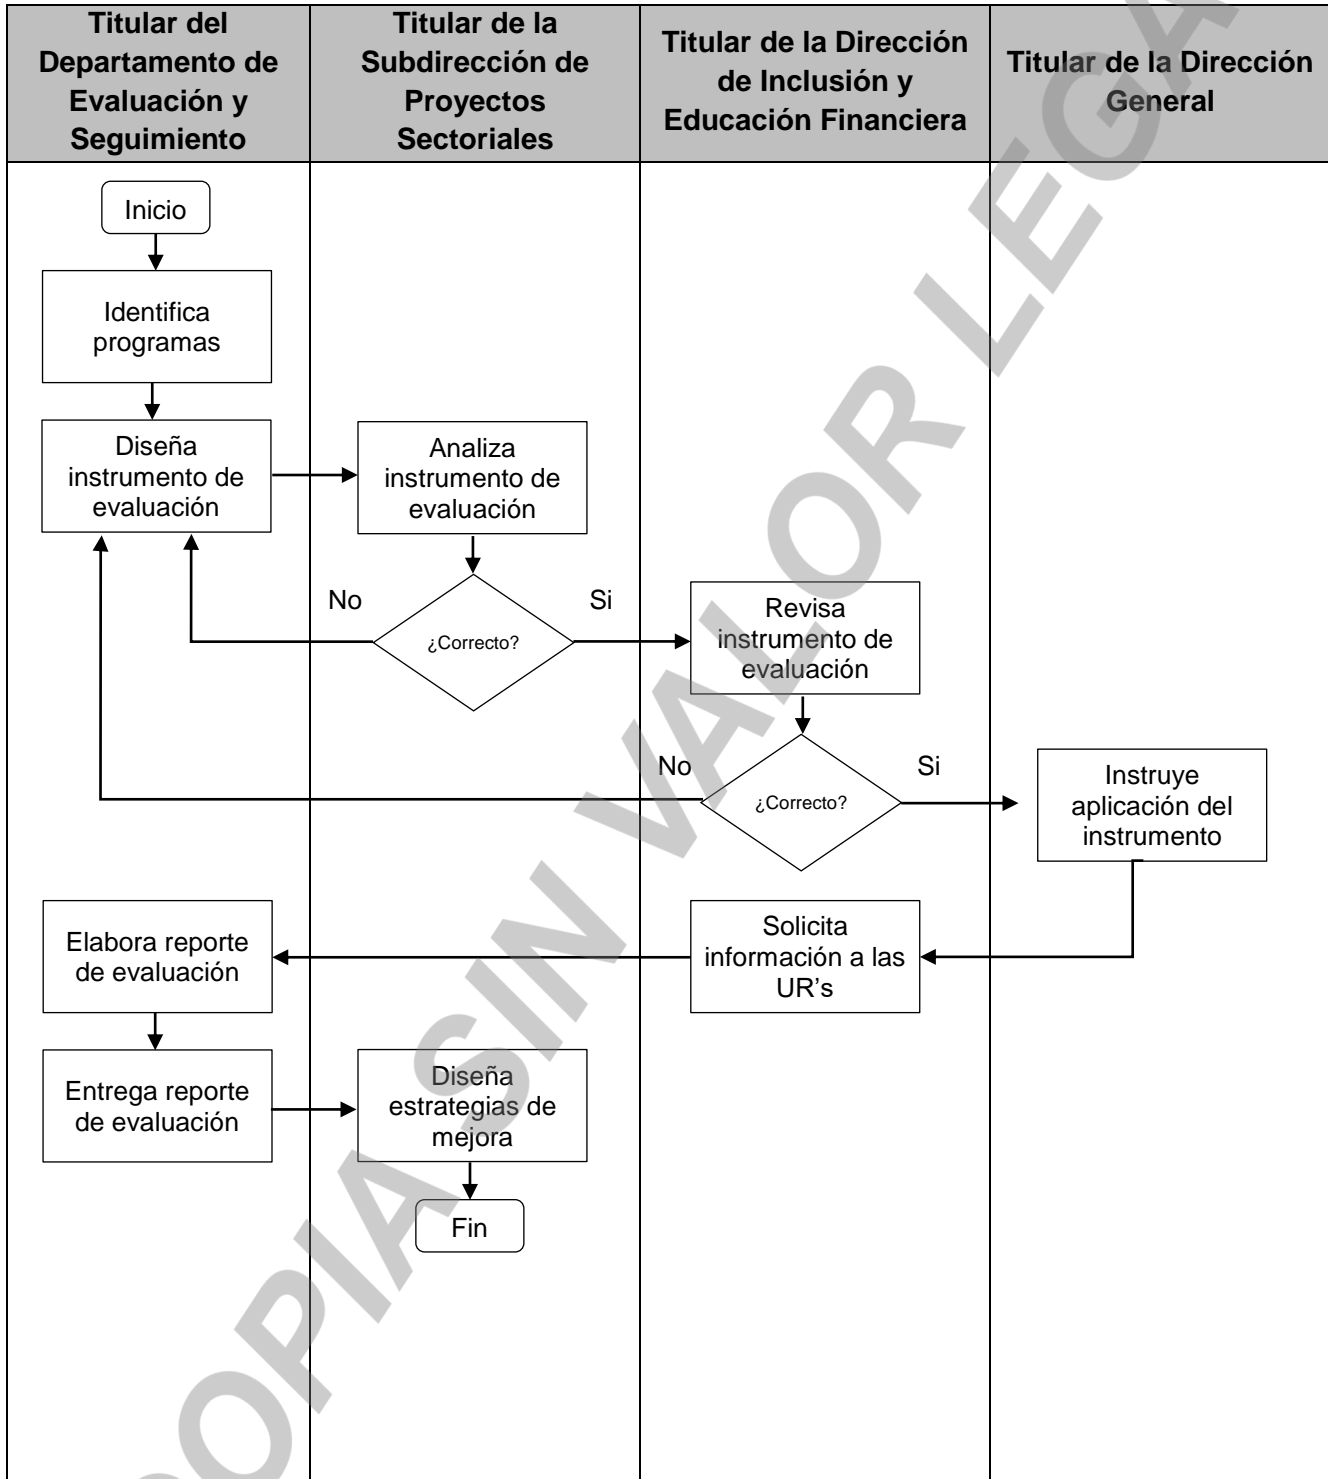 Titular del
Departamento de
Evaluación y
Seguimiento
Titular de la
Subdirección de
Proyectos
Sectoriales
Titular de la Dirección
de Inclusión y
Educación Financiera
Titular de la Dirección
General
Inicio
Identifica
programas
Diseña
instrumento de
evaluación
Analiza
instrumento de
evaluación
No
¿Correcto?
Si
Revisa
instrumento de
evaluación
No
¿Correcto?
Si
Instruye
aplicación del
instrumento
Solicita
información a las
UR's
Elabora reporte
de evaluación
Entrega reporte
de evaluación
Diseña
estrategias de
mejora
Fin
COPIA SIN VALOR LEGA